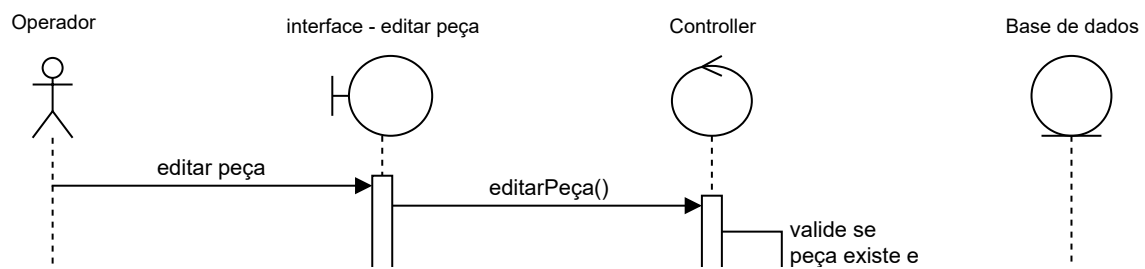 Operador
interface - editar peça
Controller
Base de dados
editar peça
editarPeça()
valide se
peça existe e